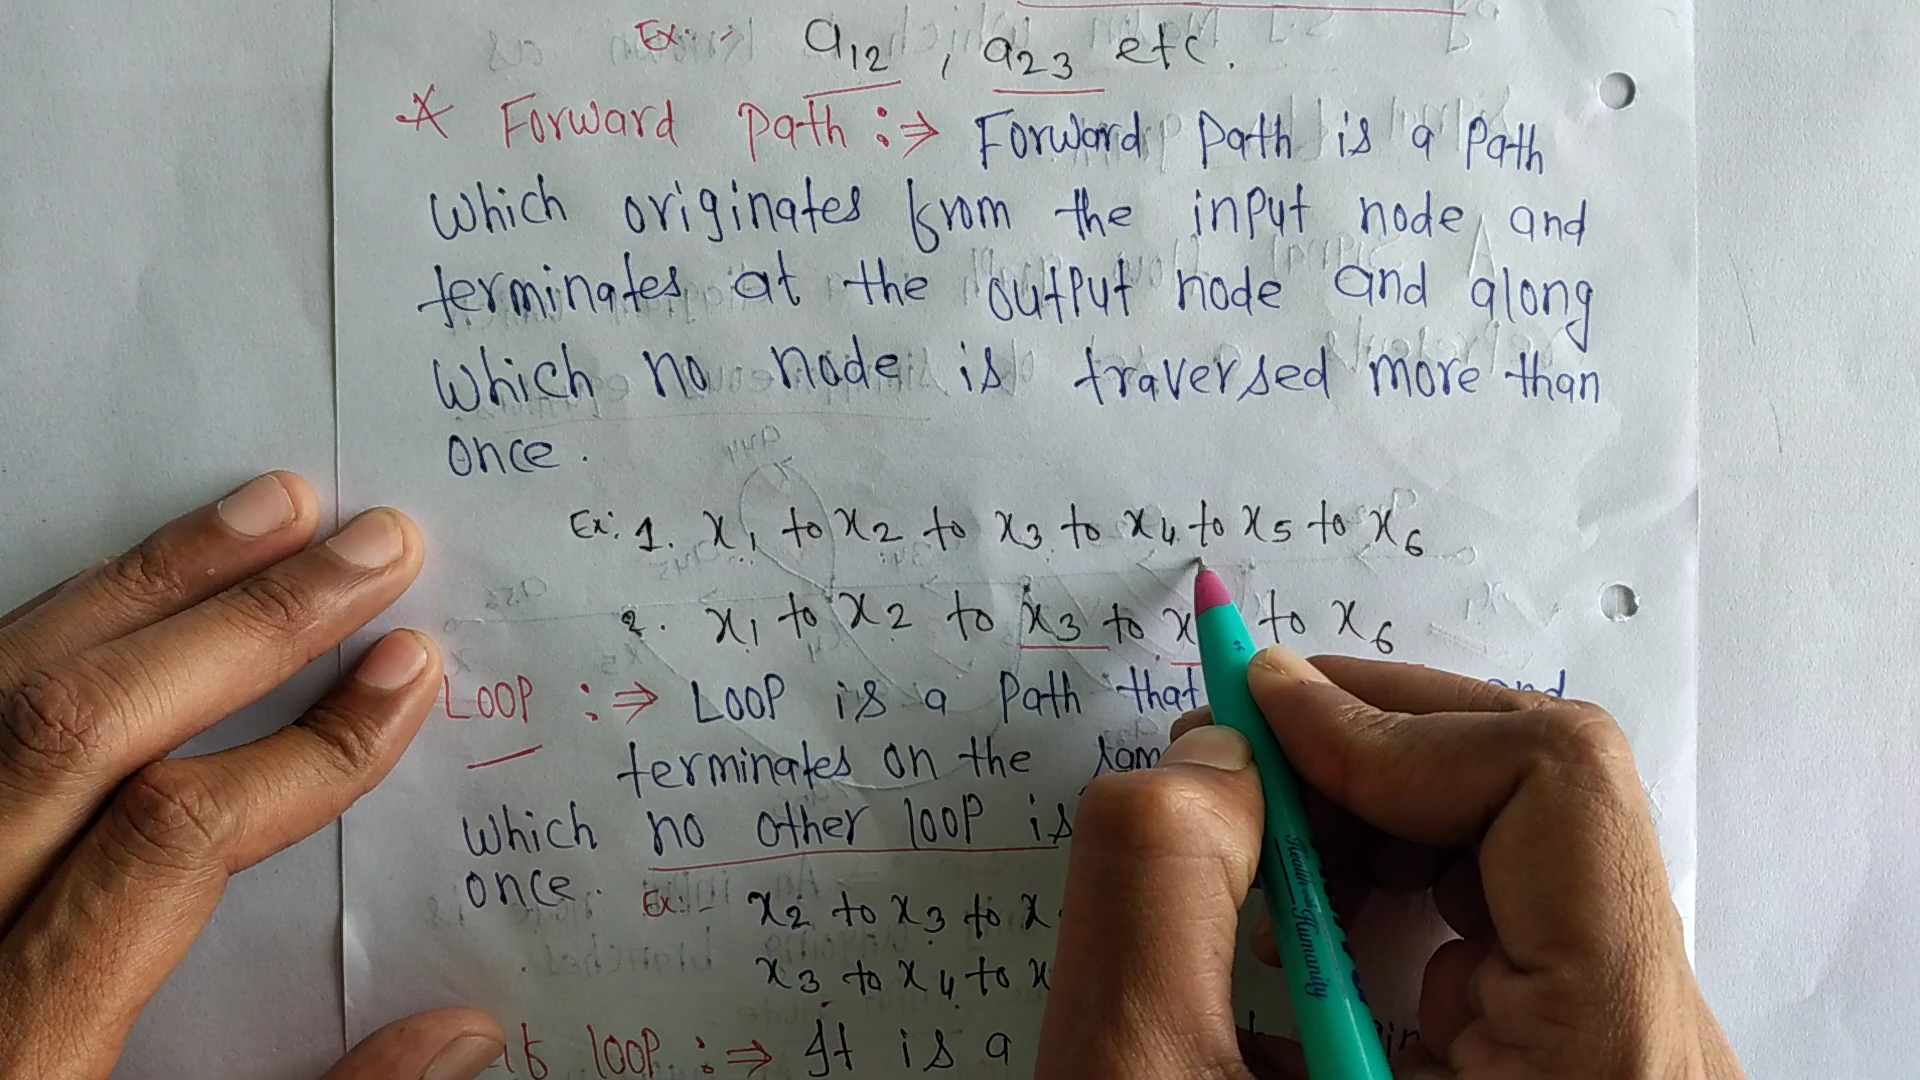 Ex:- a12, a23 etc.
* Forward path :⇒ Forward path is a path
which originates from the input node and
terminates at the output node and along
which no node is traversed more than
once.
Ex: 1. x1 to x2 to x3 to x4 to x5 to x6
2. x1 to x2 to x3 to x to x6
LOOP :⇒ LOOP is a path that and
terminates on the
which no other loop is
once. Ex:- x2 to x3 to x
x3 to x4 to x
loop :⇒ It is a
Health with Humanity